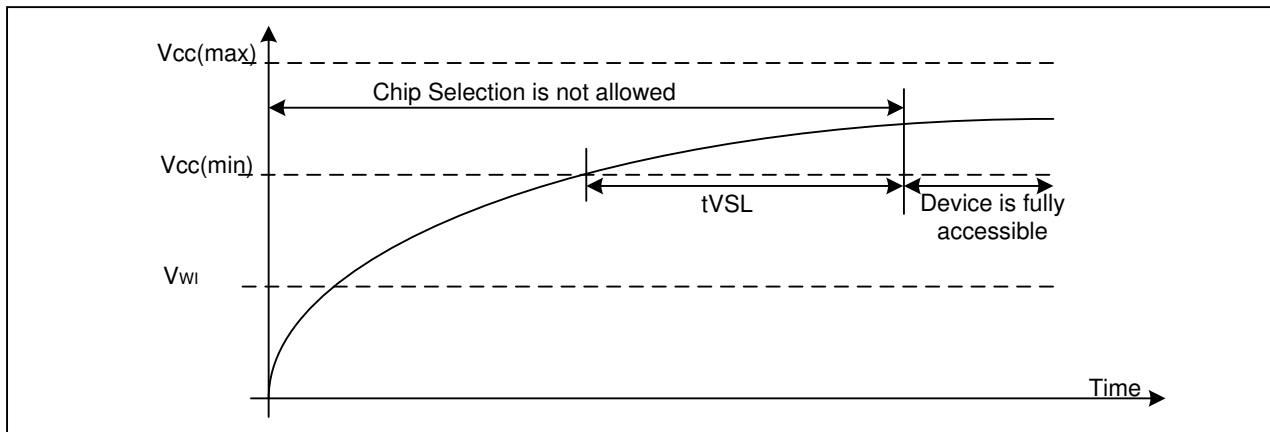 Vcc(max)
Chip Selection is not allowed
Vcc(min)
tVSL
Device is fully
accessible
VWI
Time